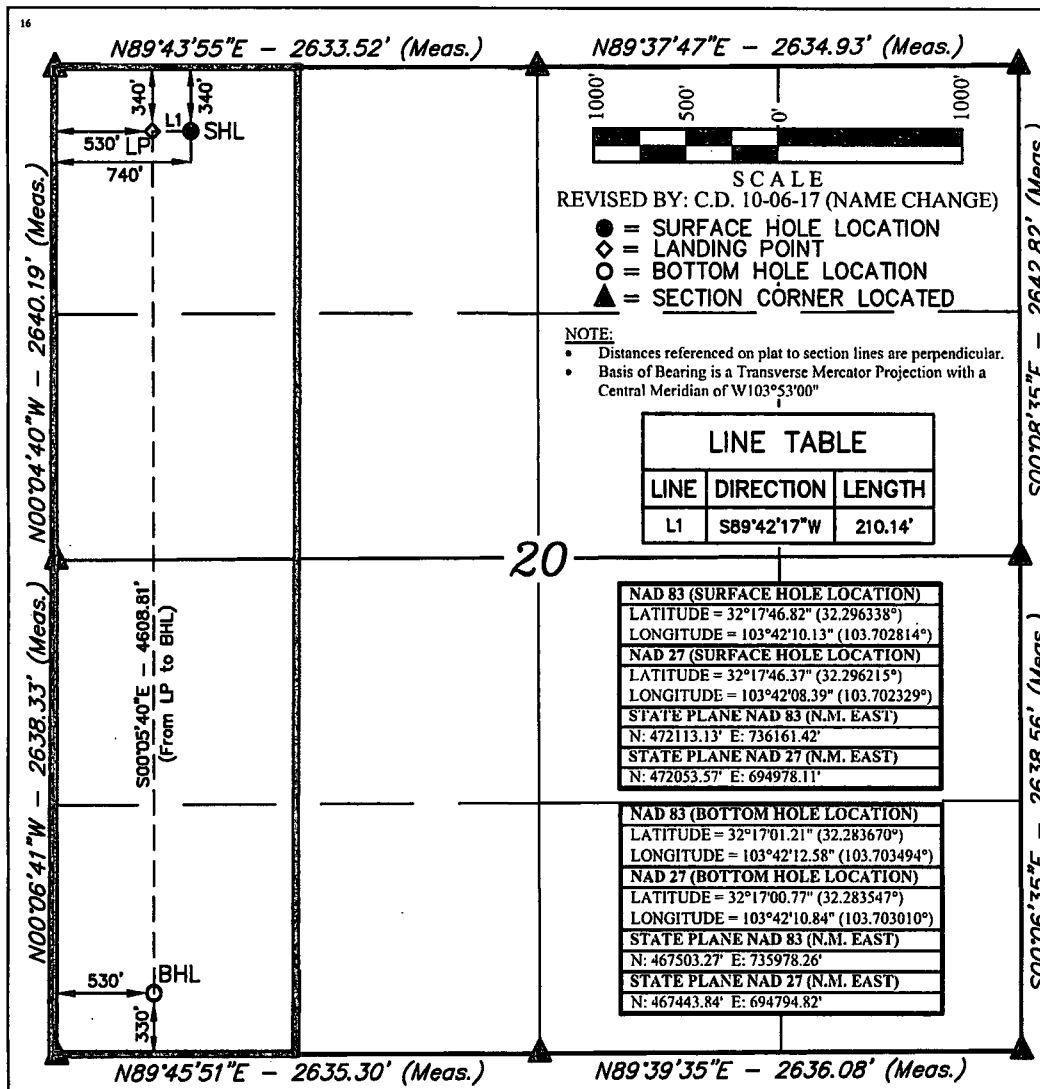 16
N89°43'55"E – 2633.52' (Meas.)
N89°37'47"E – 2634.93' (Meas.)
340'
340'
L1
SHL
530'
LP
740'
1000'
500'
0'
1000'
SCALE
REVISED BY: C.D. 10-06-17 (NAME CHANGE)
= SURFACE HOLE LOCATION
= LANDING POINT
= BOTTOM HOLE LOCATION
= SECTION CORNER LOCATED
NOTE:
• Distances referenced on plat to section lines are perpendicular.
• Basis of Bearing is a Transverse Mercator Projection with a
Central Meridian of W103°53'00"
LINE TABLE
LINE DIRECTION LENGTH
L1 S89°42'17"W 210.14'
N00°04'40"W – 2640.19' (Meas.)
S00°08'35"E – 2642.82' (Meas.)
20
NAD 83 (SURFACE HOLE LOCATION)
LATITUDE = 32°17'46.82" (32.296338°)
LONGITUDE = 103°42'10.13" (103.702814°)
NAD 27 (SURFACE HOLE LOCATION)
LATITUDE = 32°17'46.37" (32.296215°)
LONGITUDE = 103°42'08.39" (103.702329°)
STATE PLANE NAD 83 (N.M. EAST)
N: 472113.13' E: 736161.42'
STATE PLANE NAD 27 (N.M. EAST)
N: 472053.57' E: 694978.11'
S00°05'40"E – 4608.81'
(From LP to BHL)
N00°06'41"W – 2638.33' (Meas.)
S00°06'35"E – 2638.56' (Meas.)
NAD 83 (BOTTOM HOLE LOCATION)
LATITUDE = 32°17'01.21" (32.283670°)
LONGITUDE = 103°42'12.58" (103.703494°)
NAD 27 (BOTTOM HOLE LOCATION)
LATITUDE = 32°17'00.77" (32.283547°)
LONGITUDE = 103°42'10.84" (103.703010°)
STATE PLANE NAD 83 (N.M. EAST)
N: 467503.27' E: 735978.26'
STATE PLANE NAD 27 (N.M. EAST)
N: 467443.84' E: 694794.82'
530'
BHL
330'
N89°45'51"E – 2635.30' (Meas.)
N89°39'35"E – 2636.08' (Meas.)